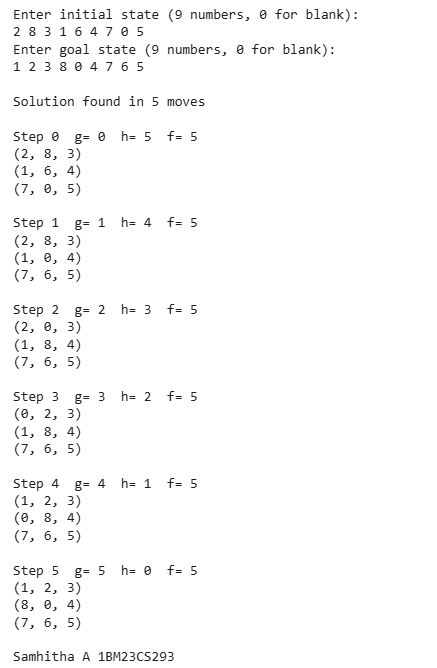 Enter initial state (9 numbers, 0 for blank):
2 8 3 1 6 4 7 0 5
Enter goal state (9 numbers, 0 for blank):
1 2 3 8 0 4 7 6 5
Solution found in 5 moves
Step 0  g= 0  h= 5  f= 5
(2, 8, 3)
(1, 6, 4)
(7, 0, 5)
Step 1  g= 1  h= 4  f= 5
(2, 8, 3)
(1, 0, 4)
(7, 6, 5)
Step 2  g= 2  h= 3  f= 5
(2, 0, 3)
(1, 8, 4)
(7, 6, 5)
Step 3  g= 3  h= 2  f= 5
(0, 2, 3)
(1, 8, 4)
(7, 6, 5)
Step 4  g= 4  h= 1  f= 5
(1, 2, 3)
(0, 8, 4)
(7, 6, 5)
Step 5  g= 5  h= 0  f= 5
(1, 2, 3)
(8, 0, 4)
(7, 6, 5)
Samhitha A 1BM23CS293